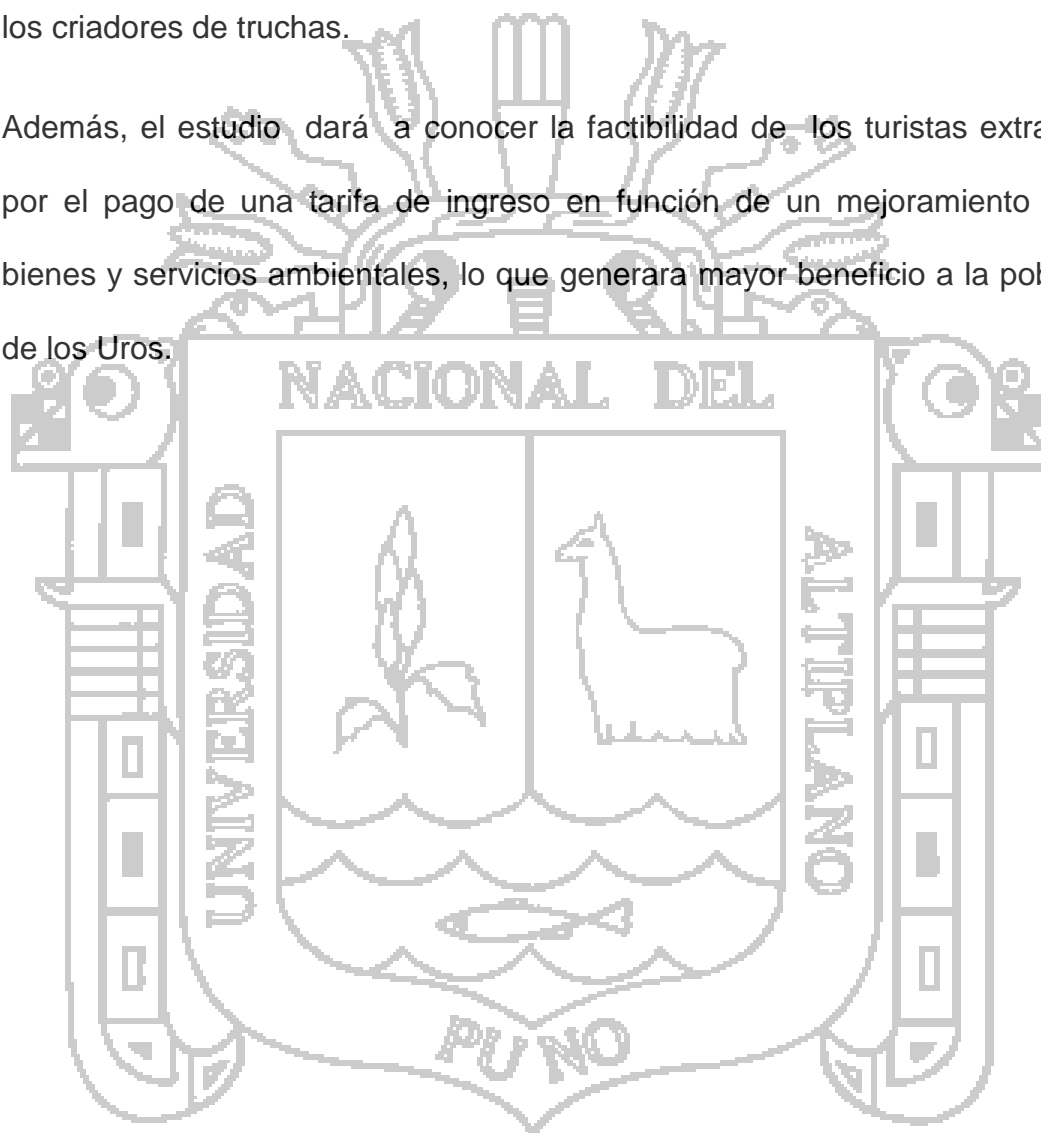 los criadores de truchas.
Además, el estudio dará a conocer la factibilidad de los turistas
por el pago de una tarifa de ingreso en función de un mejoramiento
bienes y servicios ambientales, lo que generara mayor beneficio a la
de los Uros.
NACIONAL DEL
UNIVERSIDAD
ALTIPLANO
PUNO